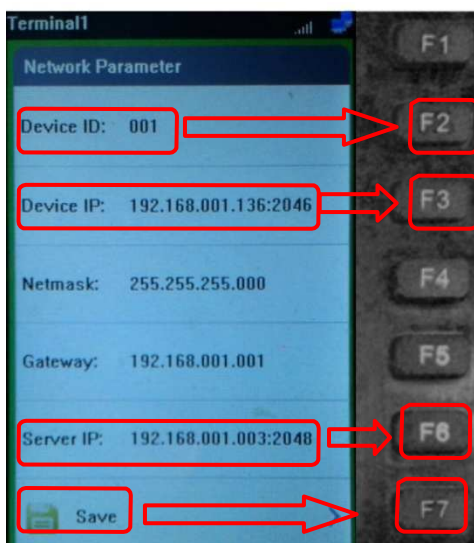 Terminal1
F1
Network Parameter
Device ID: 001
F2
Device IP: 192.168.001.136:2046
F3
Netmask: 255.255.255.000
F4
Gateway: 192.168.001.001
F5
Server IP: 192.168.001.003:2048
F6
Save
F7